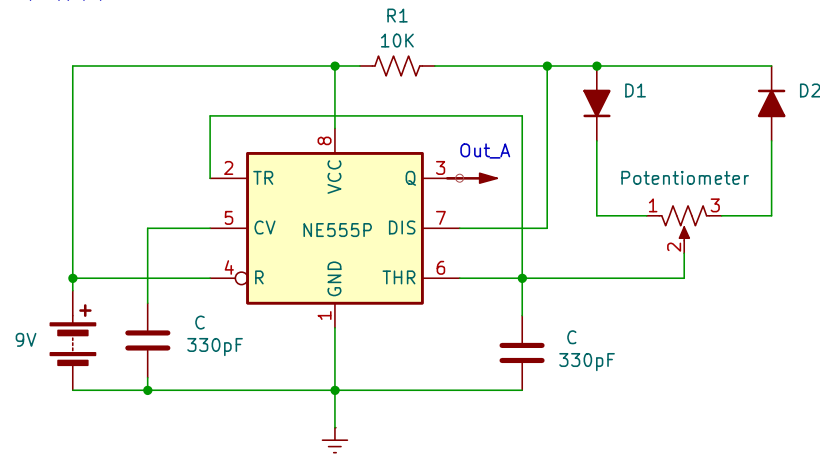 R1
10K
D1
D2
8
Out_A
2
TR
VCC
Q
3
Potentiometer
1
3
5
CV
NE555P
DIS
7
2
4
R
GND
THR
6
1
+
9V
C
330pF
C
330pF